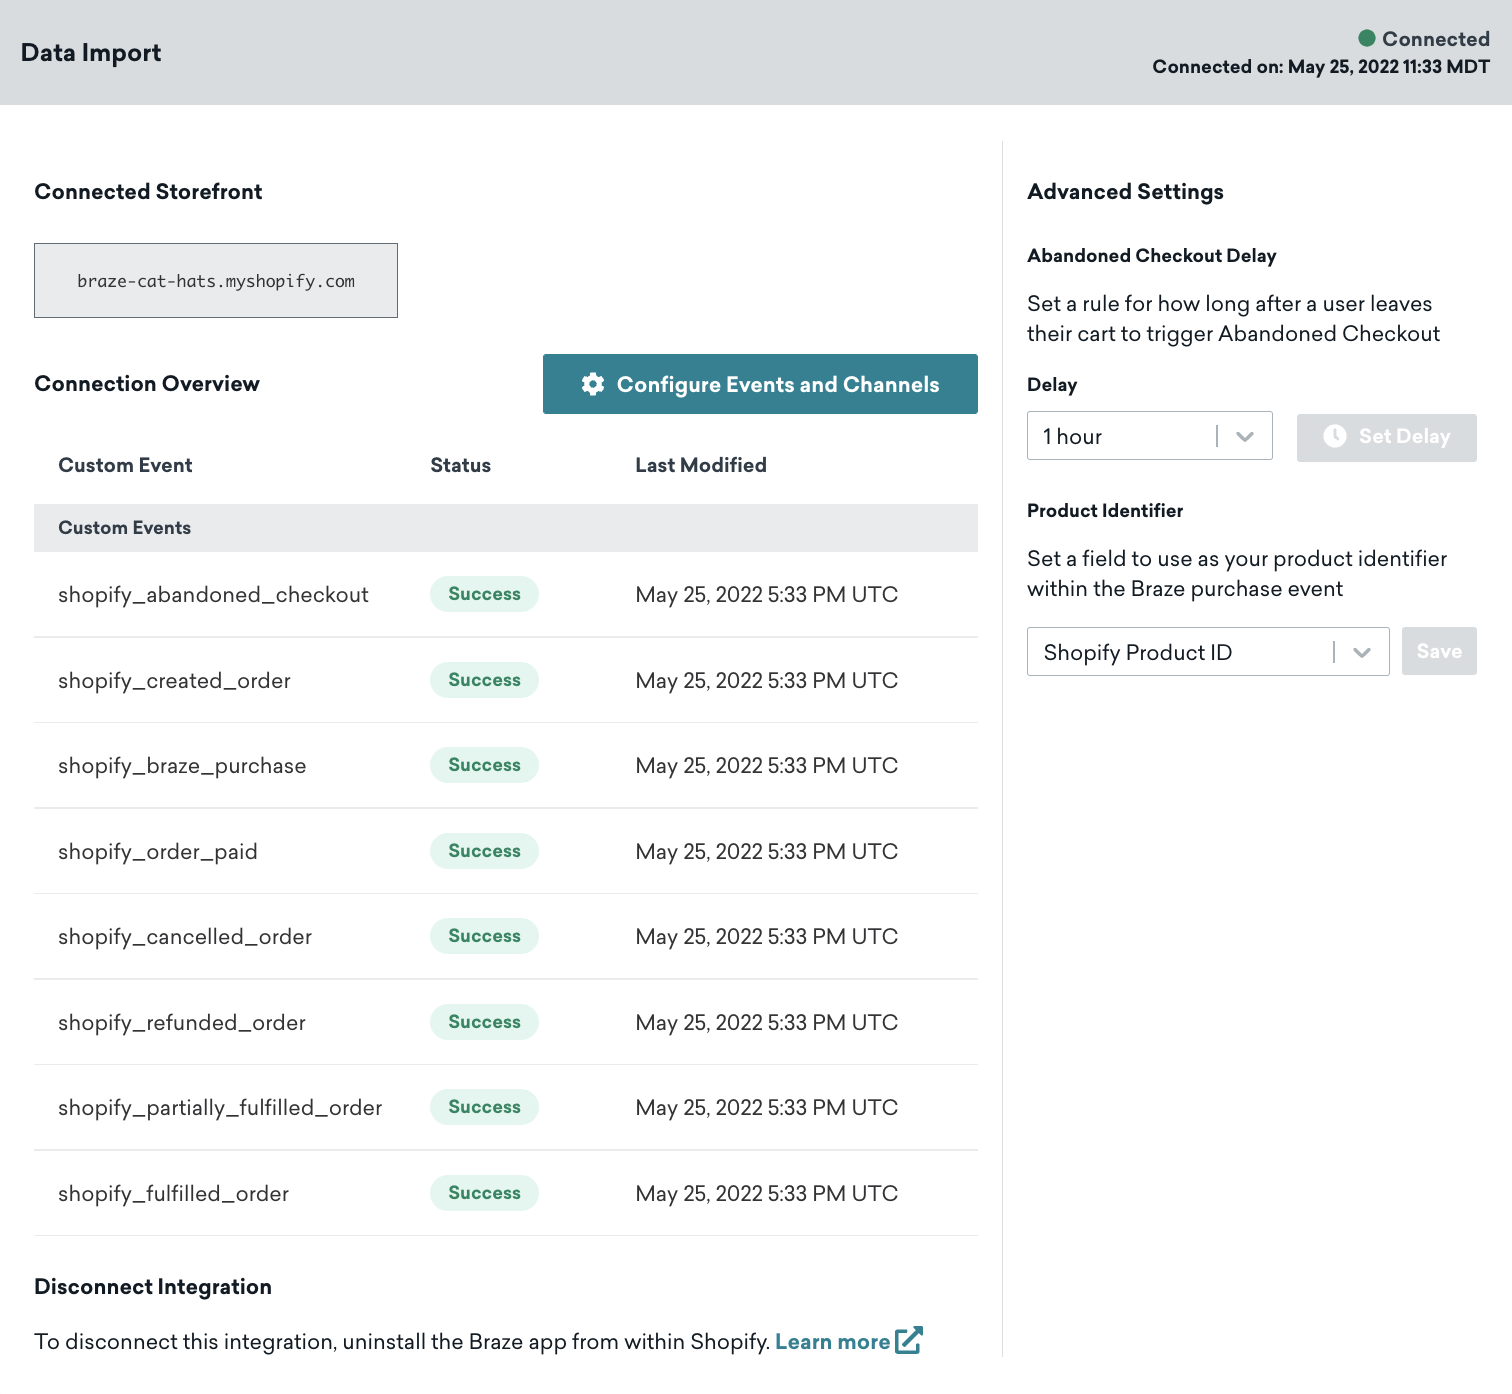 Data Import
Connected
Connected on: May 25, 2022 11:33 MDT
Connected Storefront
braze-cat-hats.myshopify.com
Connection Overview
Configure Events and Channels
Custom Event Status Last Modified
Custom Events
shopify_abandoned_checkout Success May 25, 2022 5:33 PM UTC
shopify_created_order Success May 25, 2022 5:33 PM UTC
shopify_braze_purchase Success May 25, 2022 5:33 PM UTC
shopify_order_paid Success May 25, 2022 5:33 PM UTC
shopify_cancelled_order Success May 25, 2022 5:33 PM UTC
shopify_refunded_order Success May 25, 2022 5:33 PM UTC
shopify_partially_fulfilled_order Success May 25, 2022 5:33 PM UTC
shopify_fulfilled_order Success May 25, 2022 5:33 PM UTC
Disconnect Integration
To disconnect this integration, uninstall the Braze app from within Shopify. Learn more
Advanced Settings
Abandoned Checkout Delay
Set a rule for how long after a user leaves
their cart to trigger Abandoned Checkout
Delay
1 hour Set Delay
Product Identifier
Set a field to use as your product identifier
within the Braze purchase event
Shopify Product ID Save